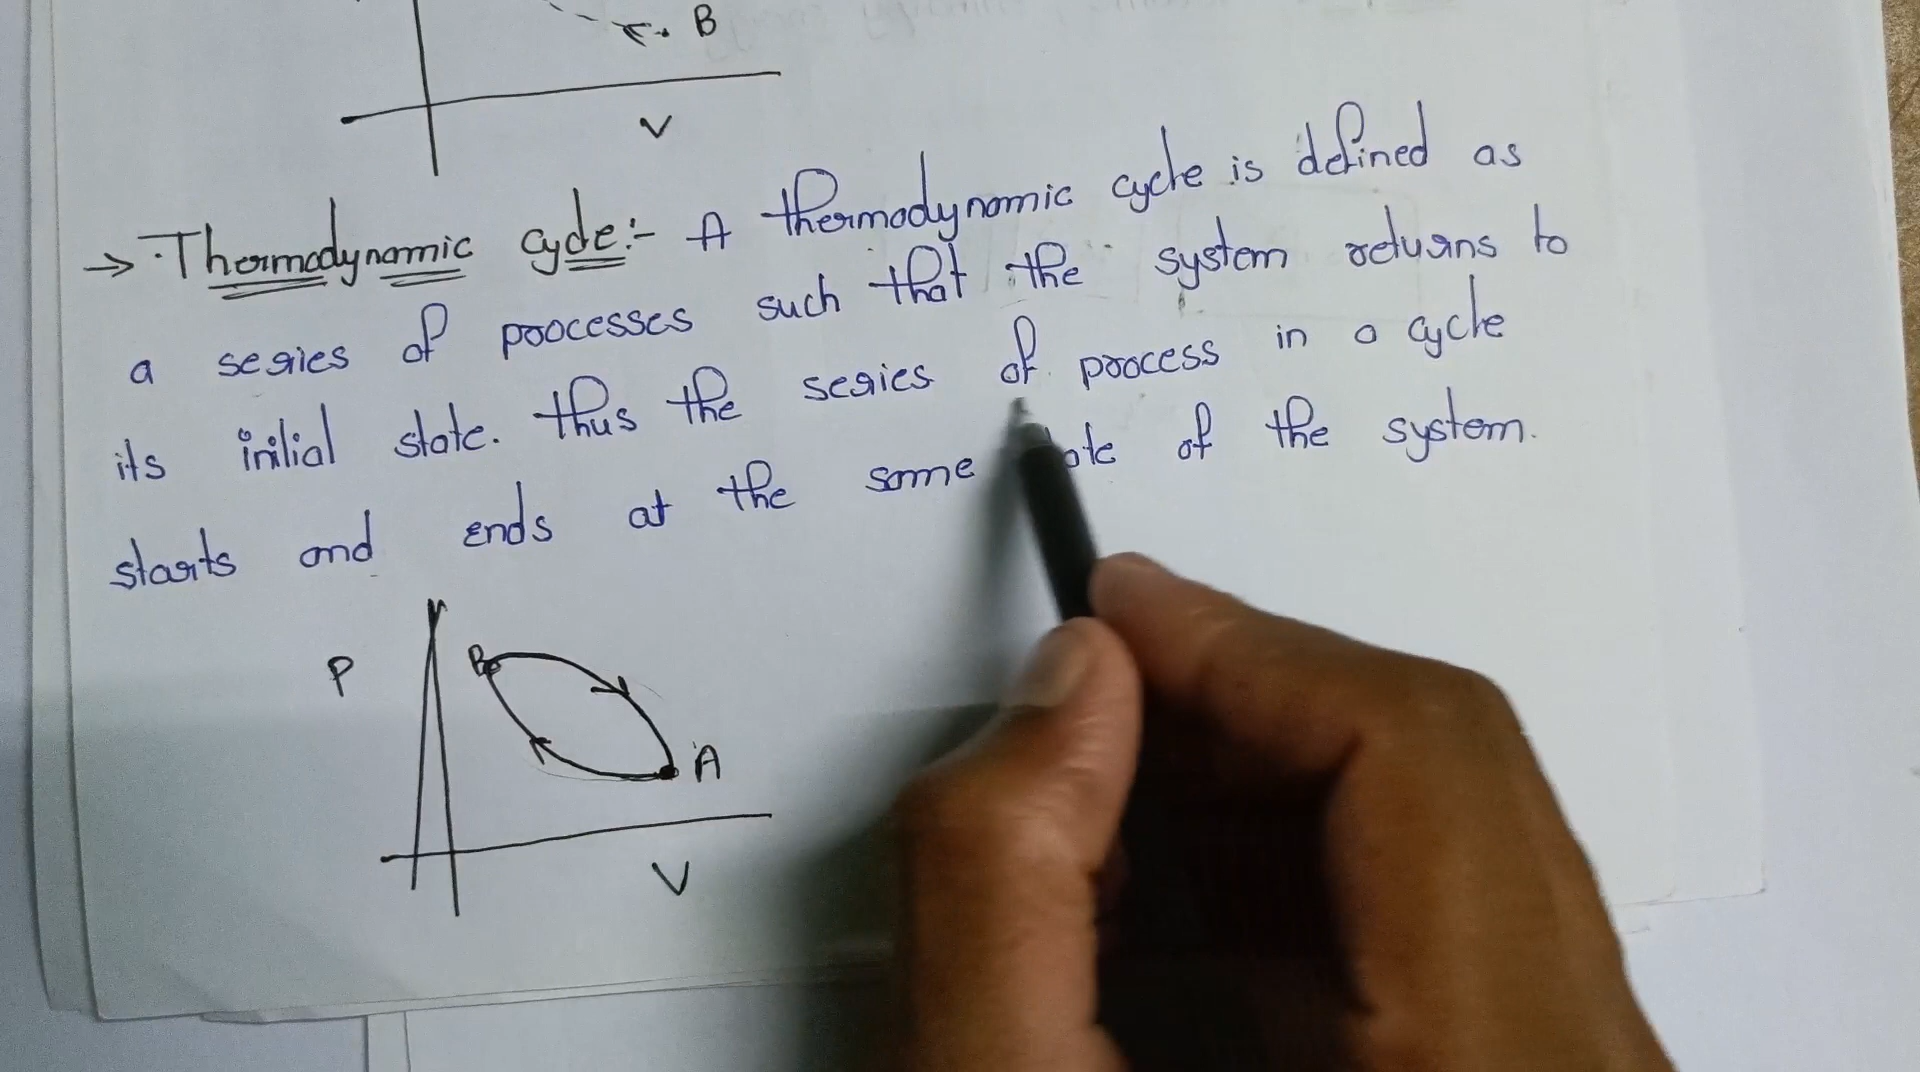 B
V
→ Thermodynamic cycle:- A thermodynamic cycle is defined as
a series of processes such that the system returns to
its initial state. thus the series of process in a cycle
starts and ends at the same of the system.
P
B
A
V